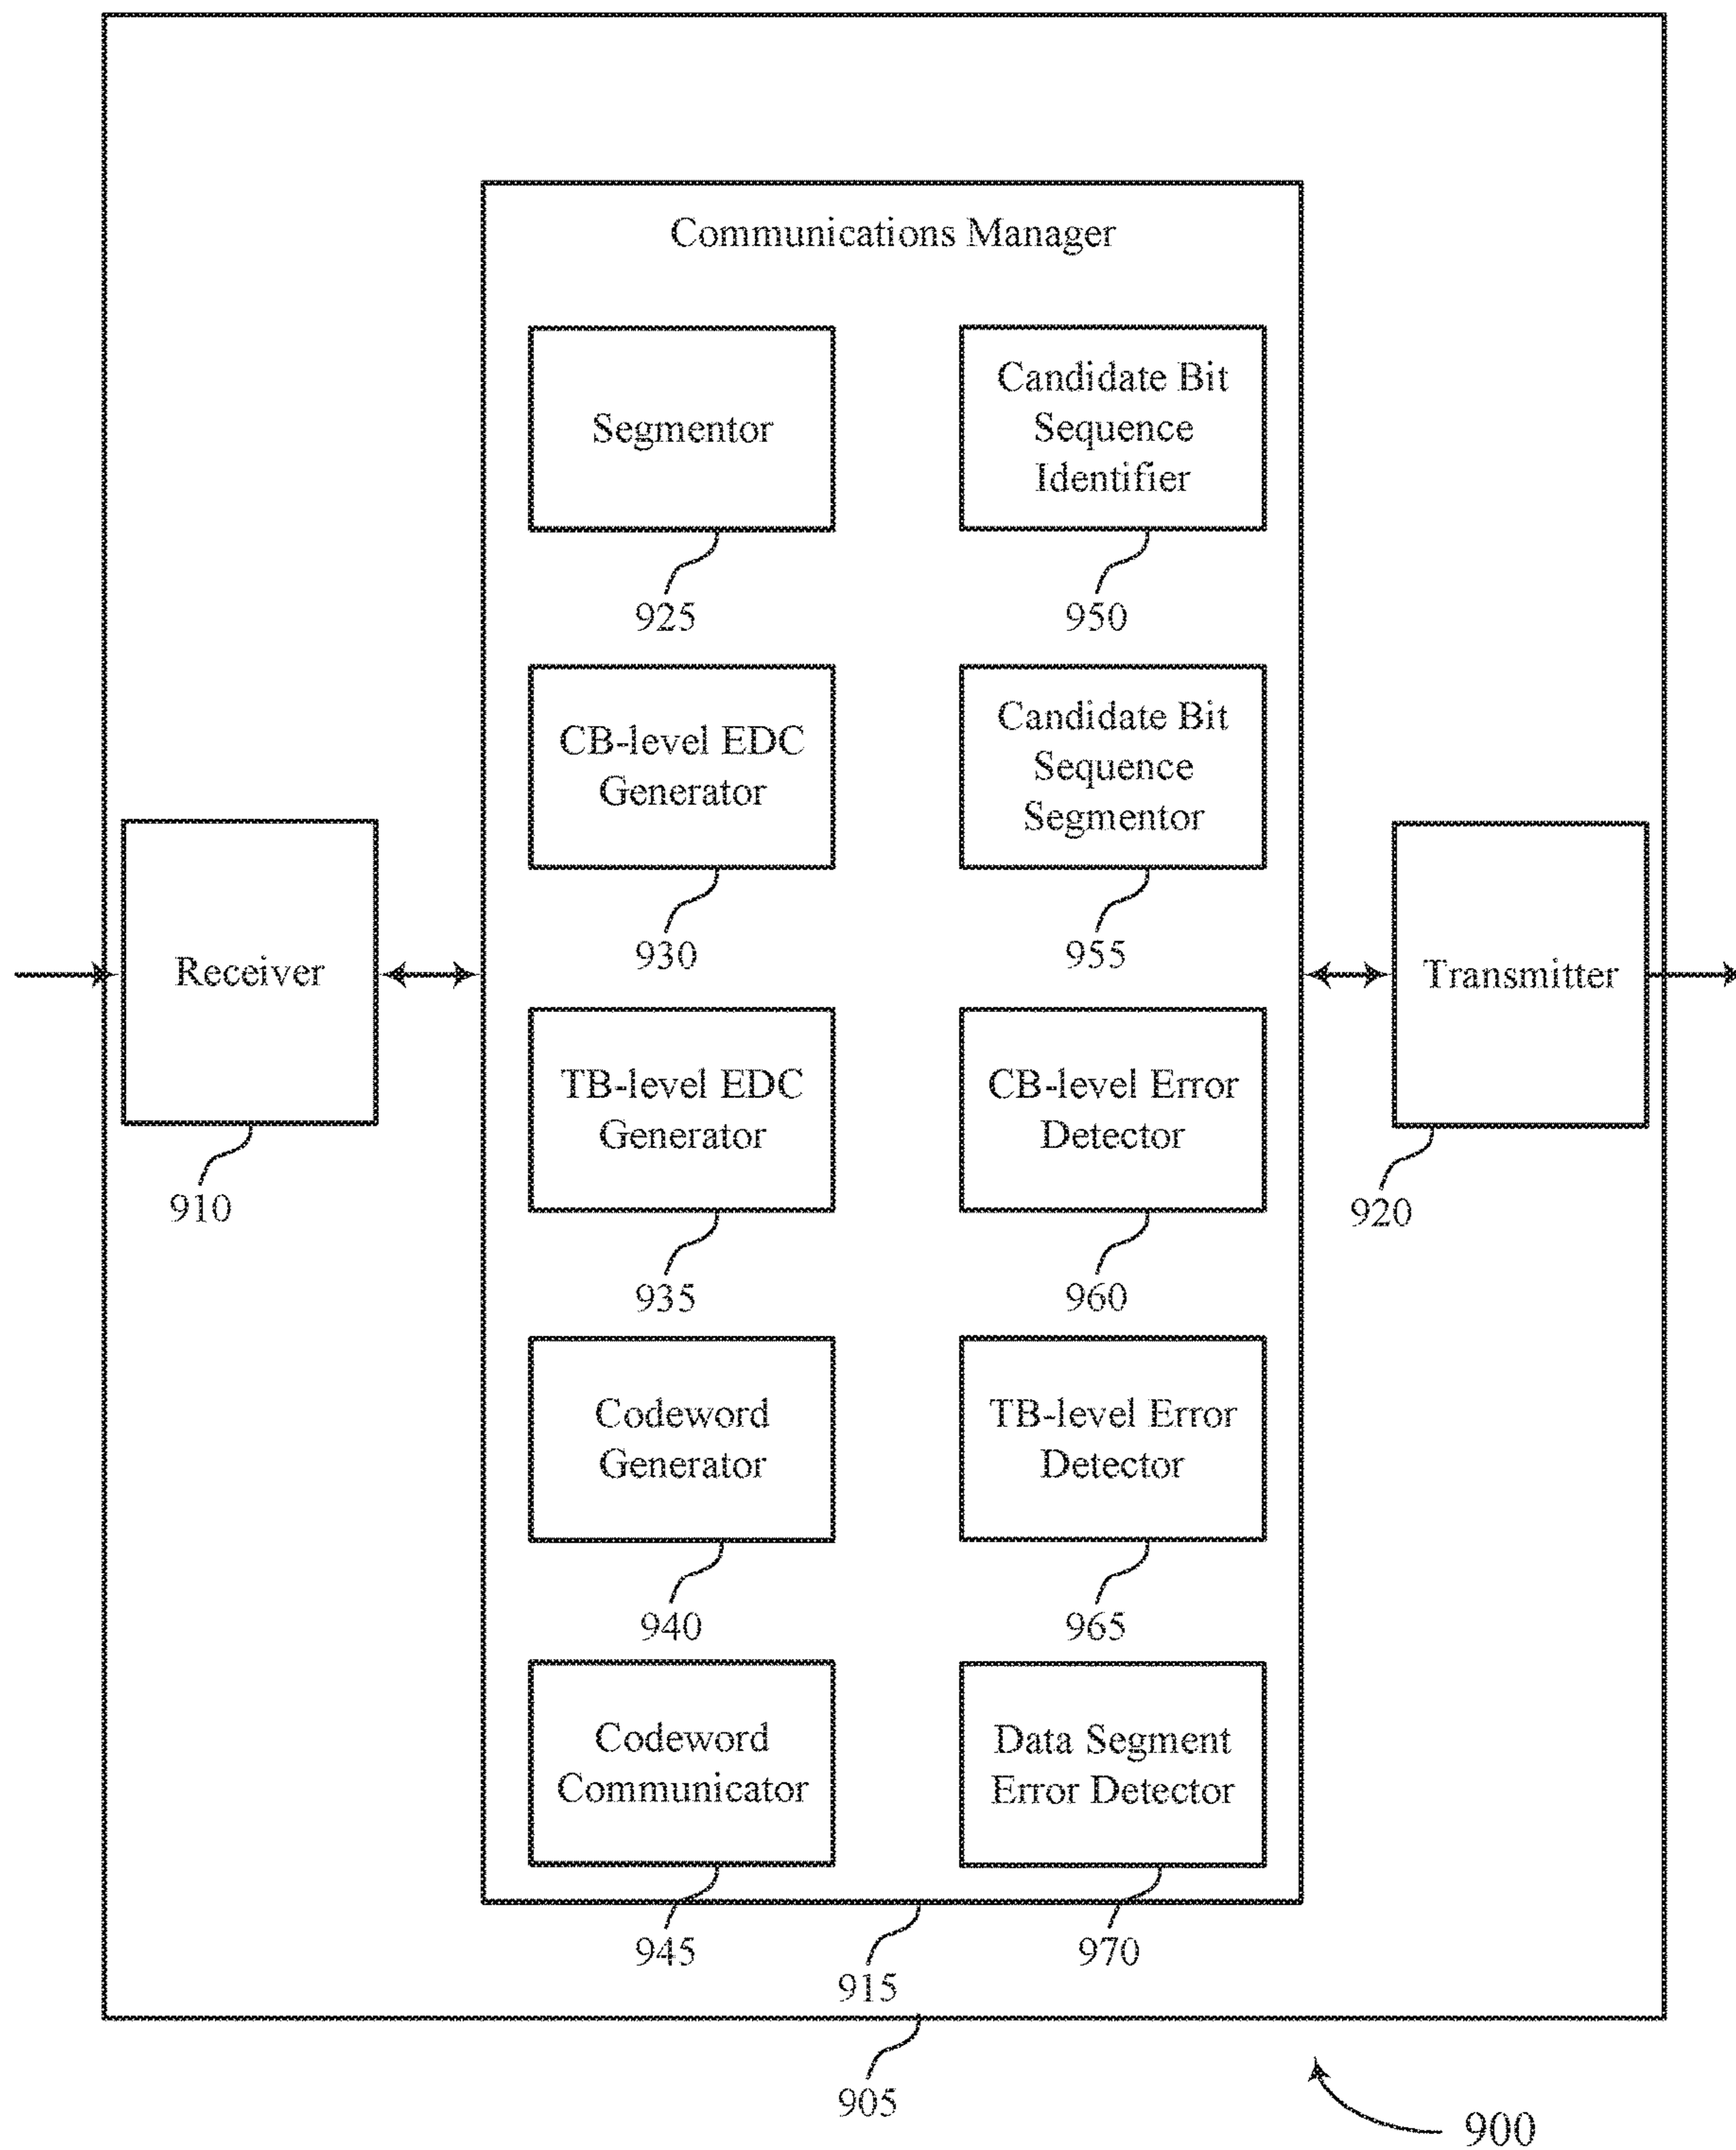 Communications Manager
Segmentor
925
Candidate Bit
Sequence
Identifier
950
CB-level EDC
Generator
930
Candidate Bit
Sequence
Segmentor
955
Receiver
910
TB-level EDC
Generator
935
CB-level Error
Detector
960
Transmitter
920
Codeword
Generator
940
TB-level Error
Detector
965
Codeword
Communicator
945
Data Segment
Error Detector
970
915
905
900